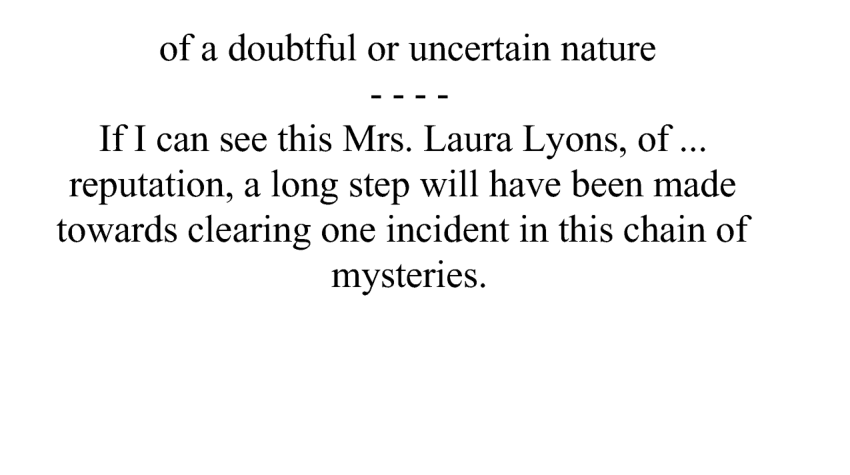 of a doubtful or uncertain nature
- - - -
If I can see this Mrs. Laura Lyons, of ...
reputation, a long step will have been made
towards clearing one incident in this chain of
mysteries.